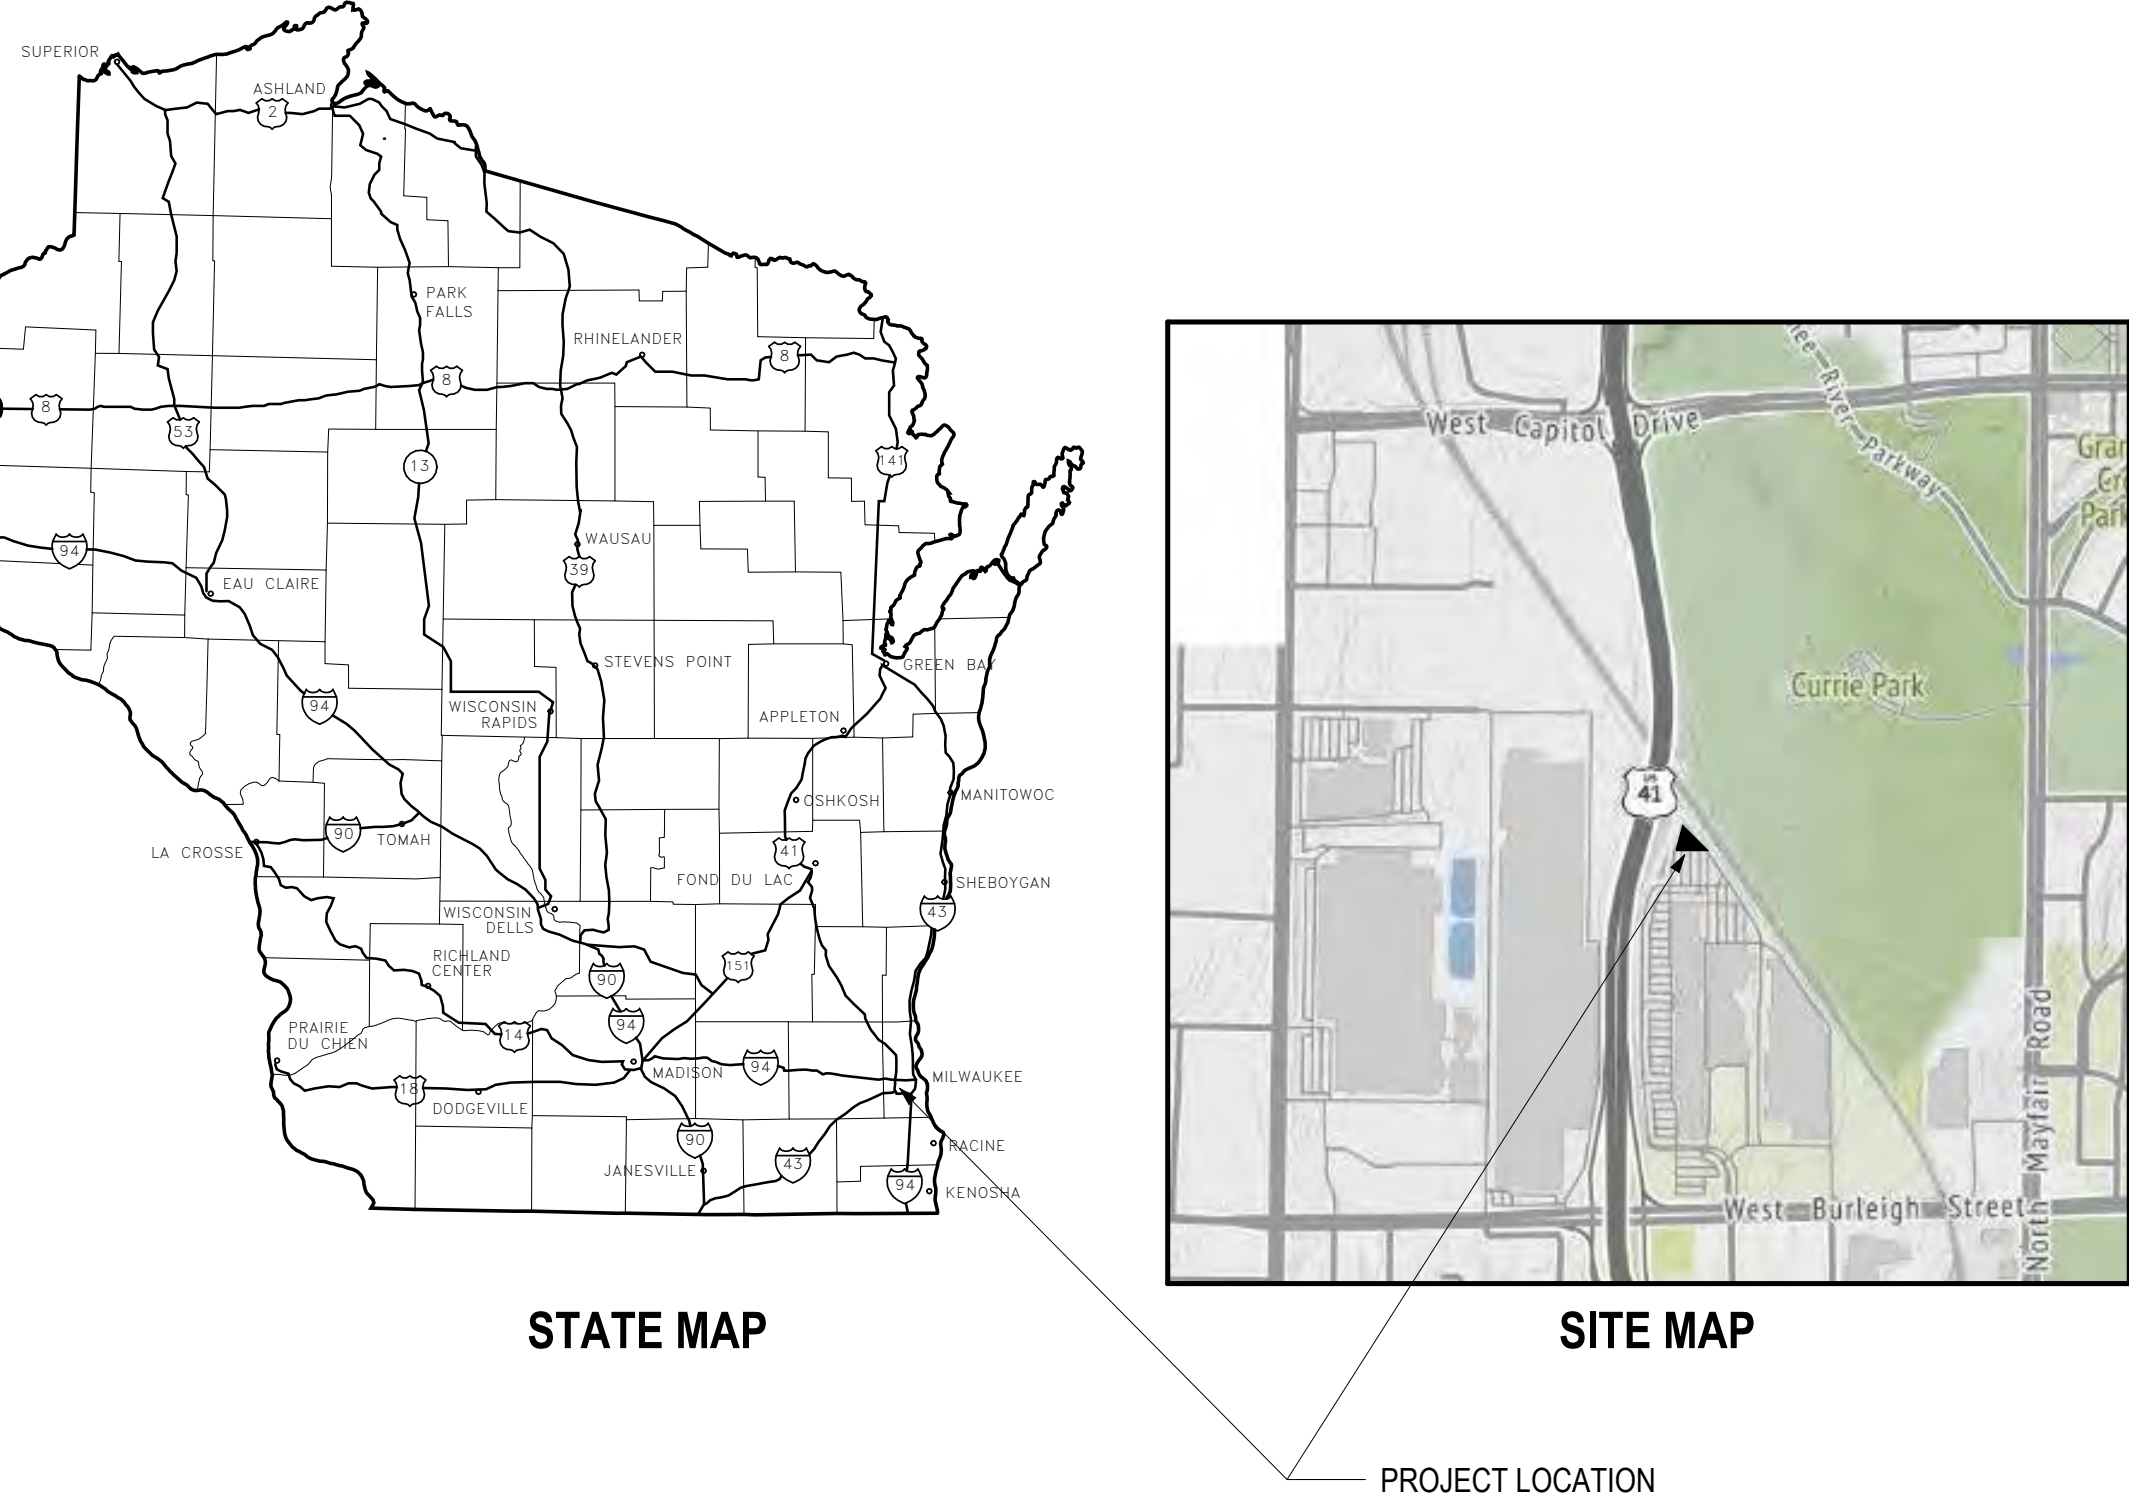 SUPERIOR
ASHLAND
2
PARK
FALLS
RHINELANDER
8
8
8
53
13
141
WAUSAU
39
94
EAU CLAIRE
STEVENS POINT
GREEN BAY
94
WISCONSIN
RAPIDS
APPLETON
OSHKOSH
MANITOWOC
90
TOMAH
LA CROSSE
41
FOND DU LAC
SHEBOYGAN
43
WISCONSIN
DELLS
RICHLAND
CENTER
90
151
94
14
PRAIRIE
DU CHIEN
MADISON
94
MILWAUKEE
18
DODGEVILLE
90
JANESVILLE
43
RACINE
94
KENOSHA
STATE MAP
West Capitol Drive
River Parkway
Park
Currie Park
US
41
West Burleigh Street
North Mayfair Road
SITE MAP
PROJECT LOCATION